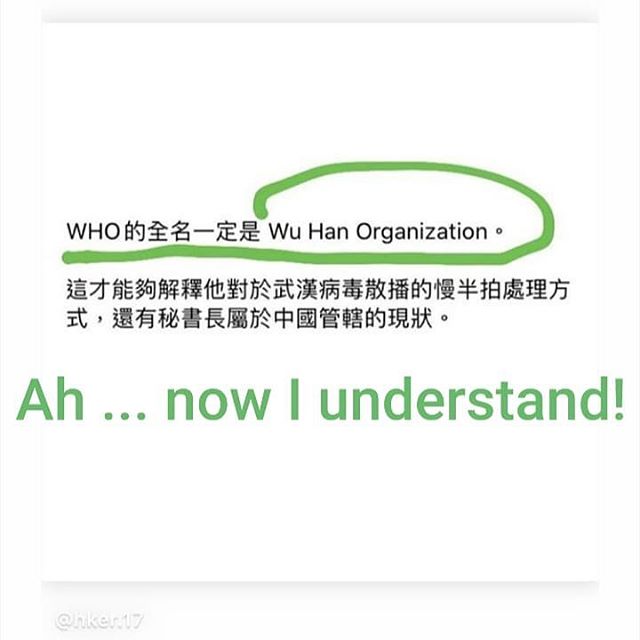 WHO的全名一定是 Wu Han Organization。
這才能夠解釋他對於武漢病毒散播的慢半拍處理方
式，還有秘書長屬於中國管轄的現狀。
Ah ... now I understand!
@hker.17